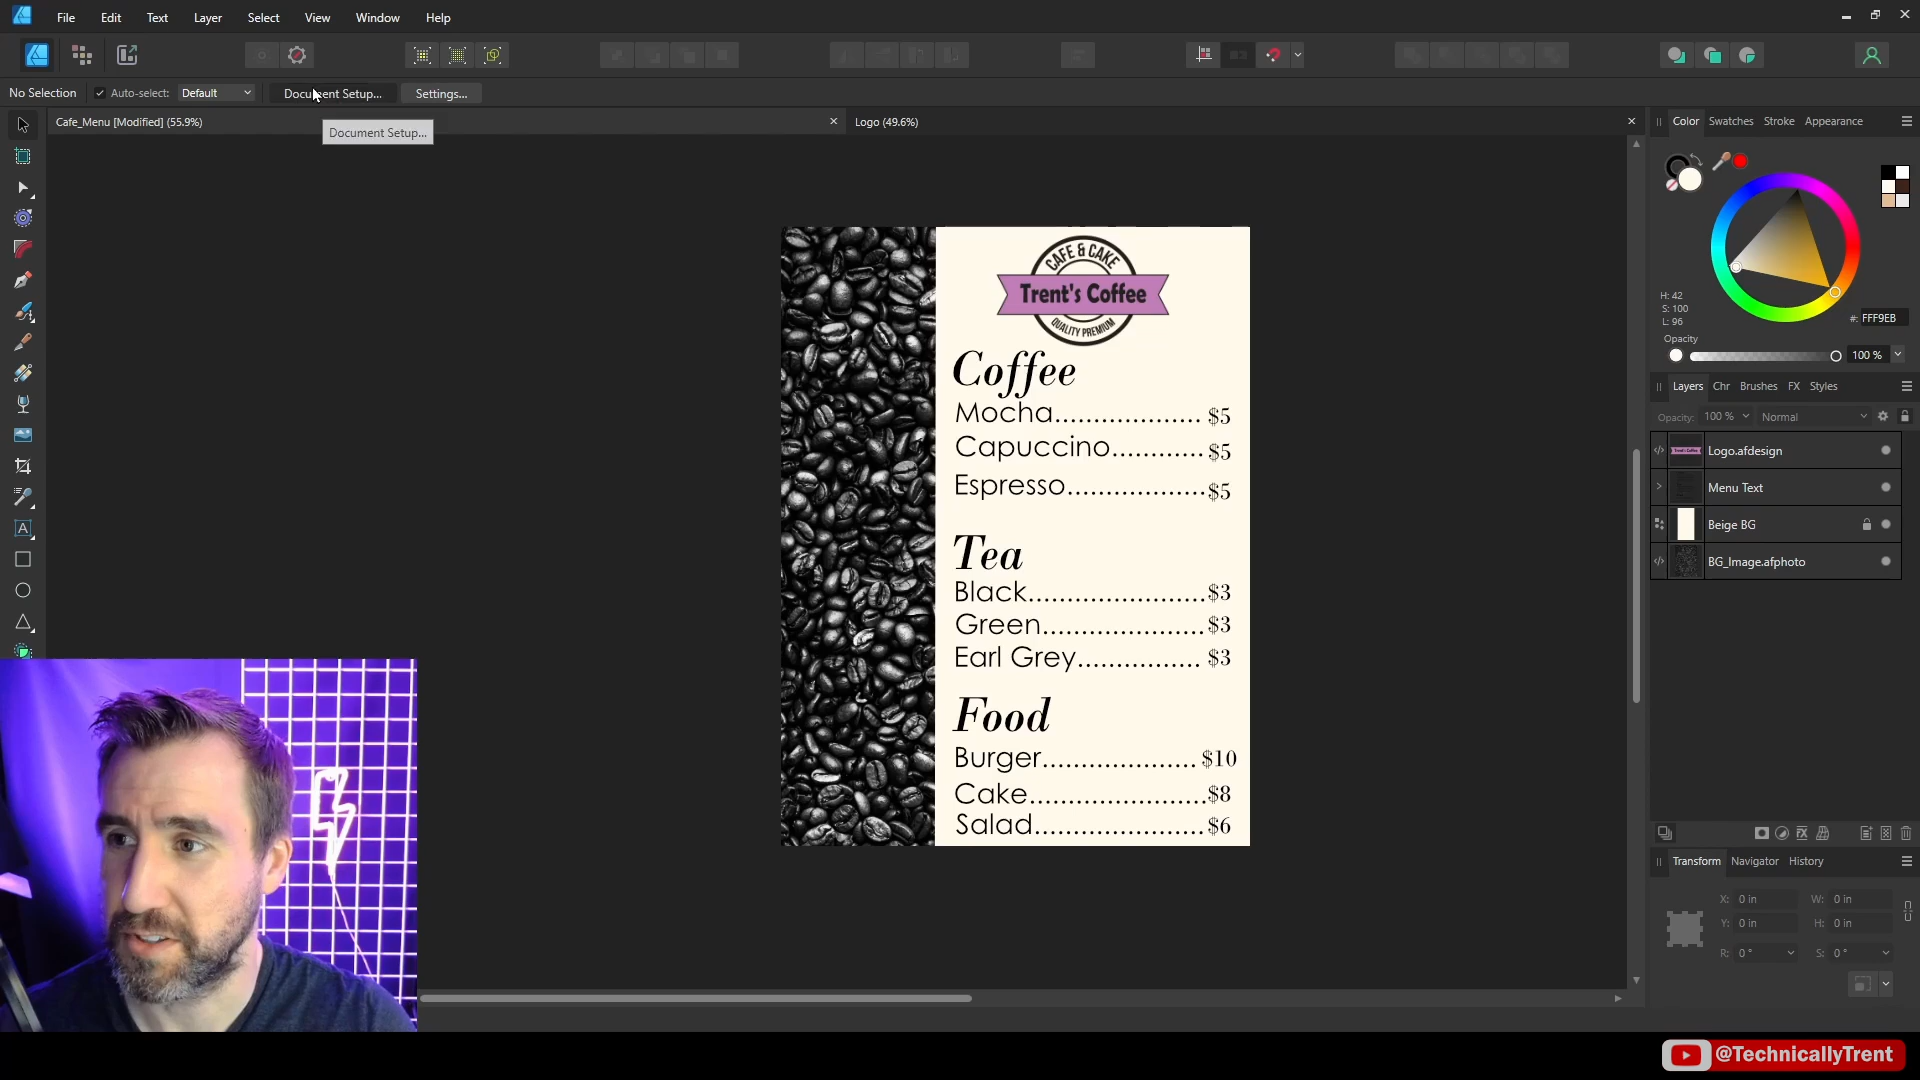 File Edit Text Layer Select View Window Help
No Selection Auto-select: Default Document Setup... Settings...
Cafe_Menu [Modified] (55.9%) Logo (49.6%)
Document Setup...
Color Swatches Stroke Appearance
H: 42
S: 100
L: 96
#: FFF9EB
Opacity
100 %
Layers Chr Brushes FX Styles
Opacity: 100 % Normal
Logo.afdesign
Menu Text
Beige BG
BG_Image.afphoto
Transform Navigator History
X: 0 in W: 0 in
Y: 0 in H: 0 in
R: 0 ° S: 0 °
CAFE & CAKE
Trent's Coffee
QUALITY PREMIUM
Coffee
Mocha................... $5
Capuccino............$5
Espresso..................$5
Tea
Black.......................$3
Green.....................$3
Earl Grey................ $3
Food
Burger.................... $10
Cake.......................$8
Salad......................$6
@TechnicallyTrent